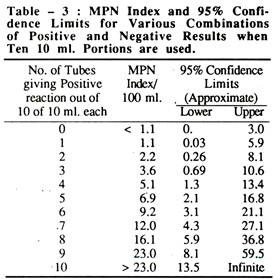 Table - 3 : MPN Index and 95% Confi-
dence Limits for Various Combinations
of Positive and Negative Results when
Ten 10 ml. Portions are used.
No. of Tubes MPN 95% Confidence
giving Positive Index/ Limits
reaction out of 100 ml. (Approximate)
10 of 10 ml. each Lower Upper
0 < 1.1 0. 3.0
1 1.1 0.03 5.9
2 2.2 0.26 8.1
3 3.6 0.69 10.6
4 5.1 1.3 13.4
5 6.9 2.1 16.8
6 9.2 3.1 21.1
7 12.0 4.3 27.1
8 16.1 5.9 36.8
9 23.0 8.1 59.5
10 > 23.0 13.5 Infinite